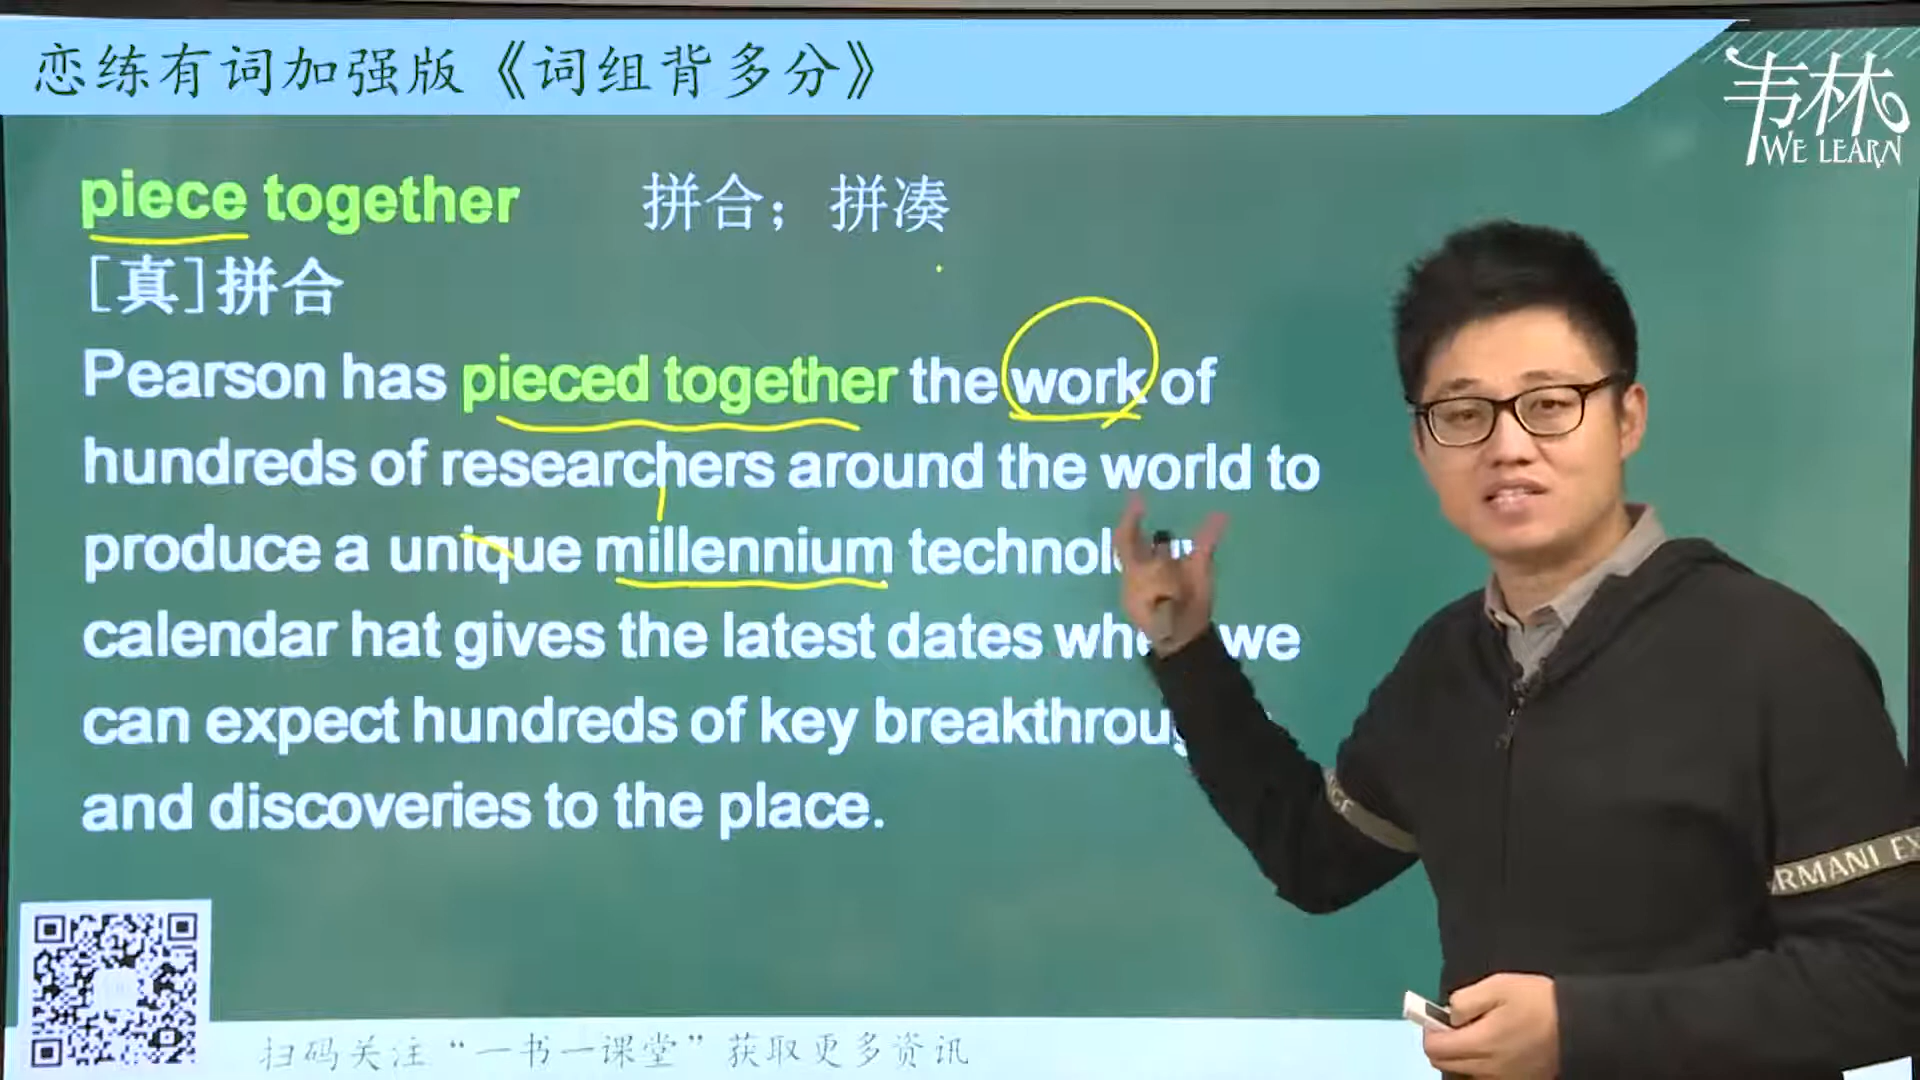 恋练有词加强版《词组背多分》
韦林
WE LEARN
piece together 拼合；拼凑
[真]拼合
Pearson has pieced together the work of
hundreds of researchers around the world to
produce a unique millennium
calendar hat gives the latest dates we
can expect hundreds of key
and discoveries to the place.
RMANI EX
扫码关注“一书一课堂”获取更多资讯